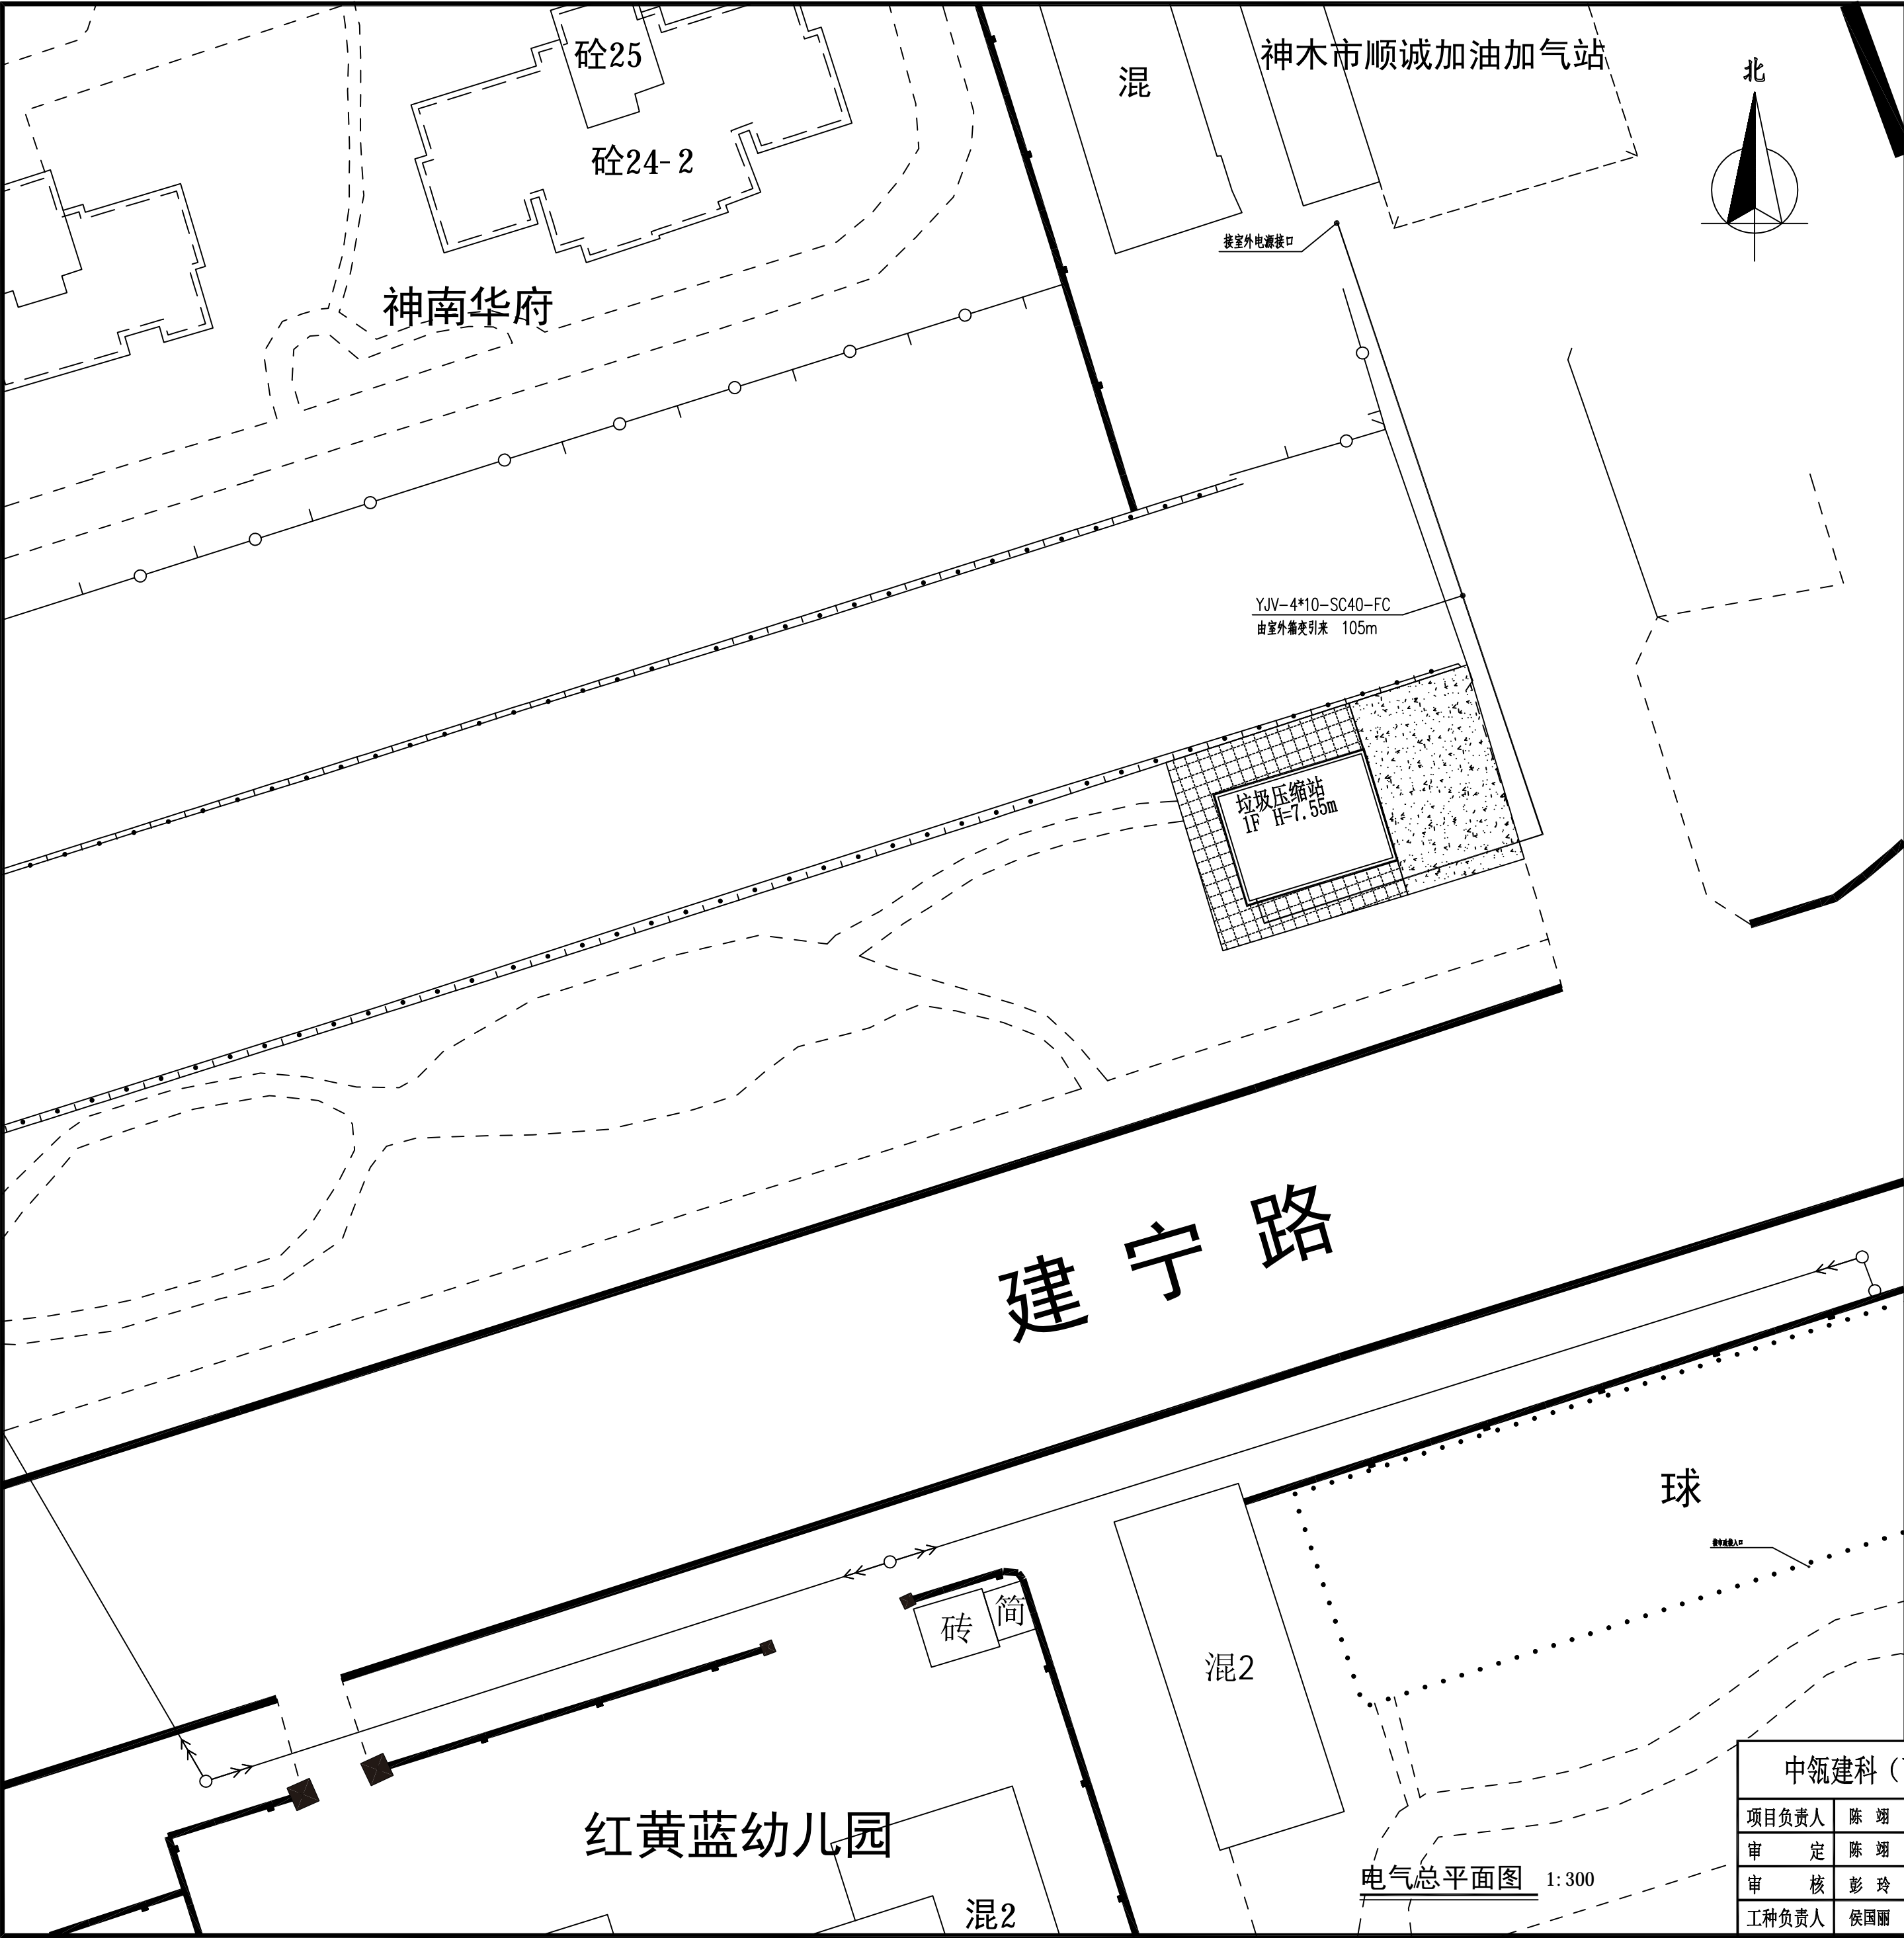 砼25
混
神木市顺诚加油加气站
北
砼24-2
接室外电源接口
神南华府
YJV-4*10-SC40-FC
由室外箱变引来 105m
垃圾压缩站
1F H=7.55m
建宁路
球
砖
简
混2
红黄蓝幼儿园
混2
电气总平面图 1:300
中瓴建科（
项目负责人 陈 翊
审 定 陈 翊
审 核 彭 玲
工种负责人 侯国丽